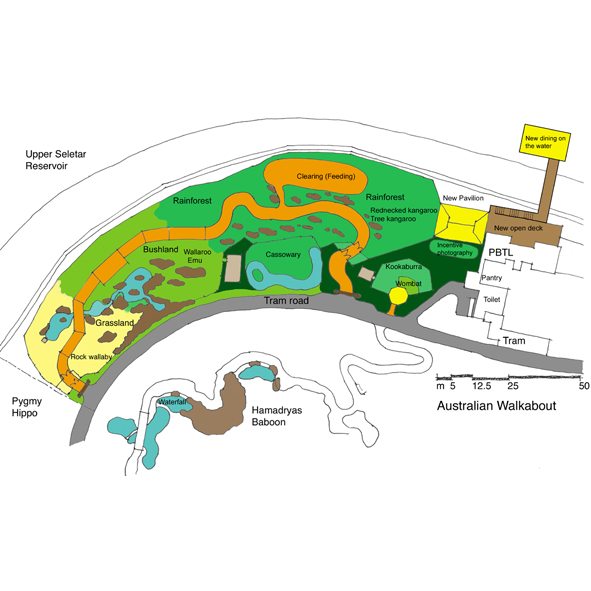 New dining on
the water
Upper Seletar
Reservoir
Clearing (Feeding)
Rainforest
Rainforest
New Pavilion
Rednecked kangaroo
Tree kangaroo
New open deck
Bushland
Wallaroo
Emu
Cassowary
Incentive
photography
PBTL
Kookaburra
Wombat
Pantry
Toilet
Tram road
Grassland
Tram
Rock wallaby
m 5 12.5 25 50
Pygmy
Hippo
Waterfall
Hamadryas
Baboon
Australian Walkabout